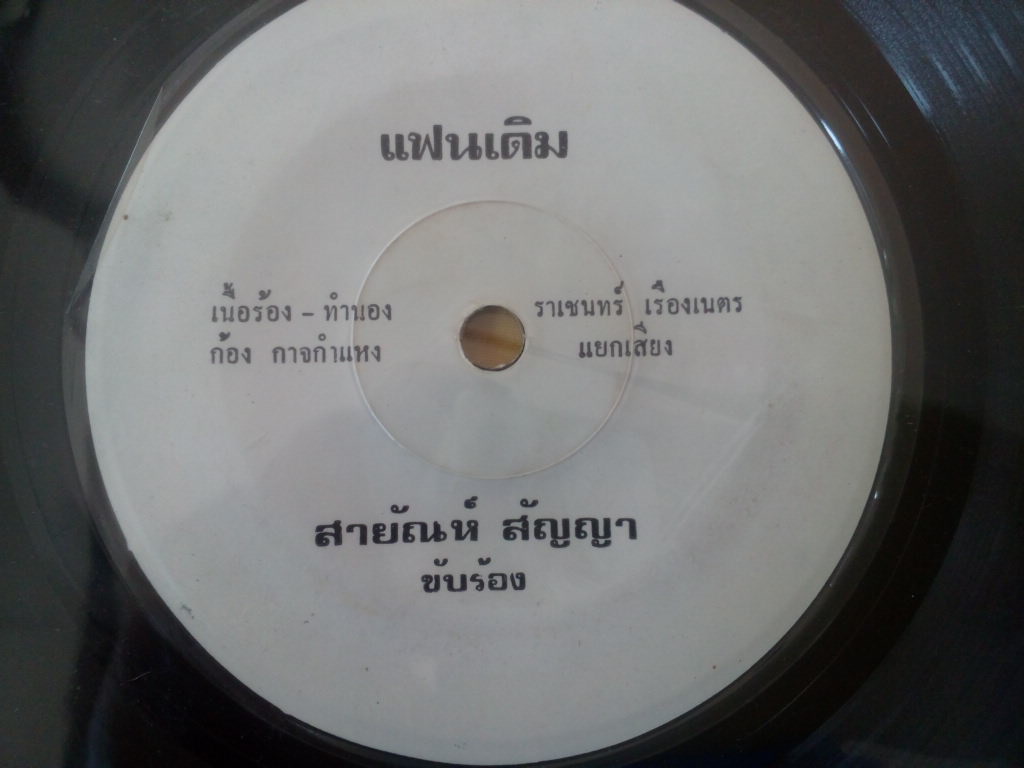 แฟนเดิม
เนื้อร้อง - ทำนอง
ก้อง กาจกำแหง
ราเชนทร์ เรืองเนตร
แยกเสียง
สายัณห์ สัญญา
ขับร้อง